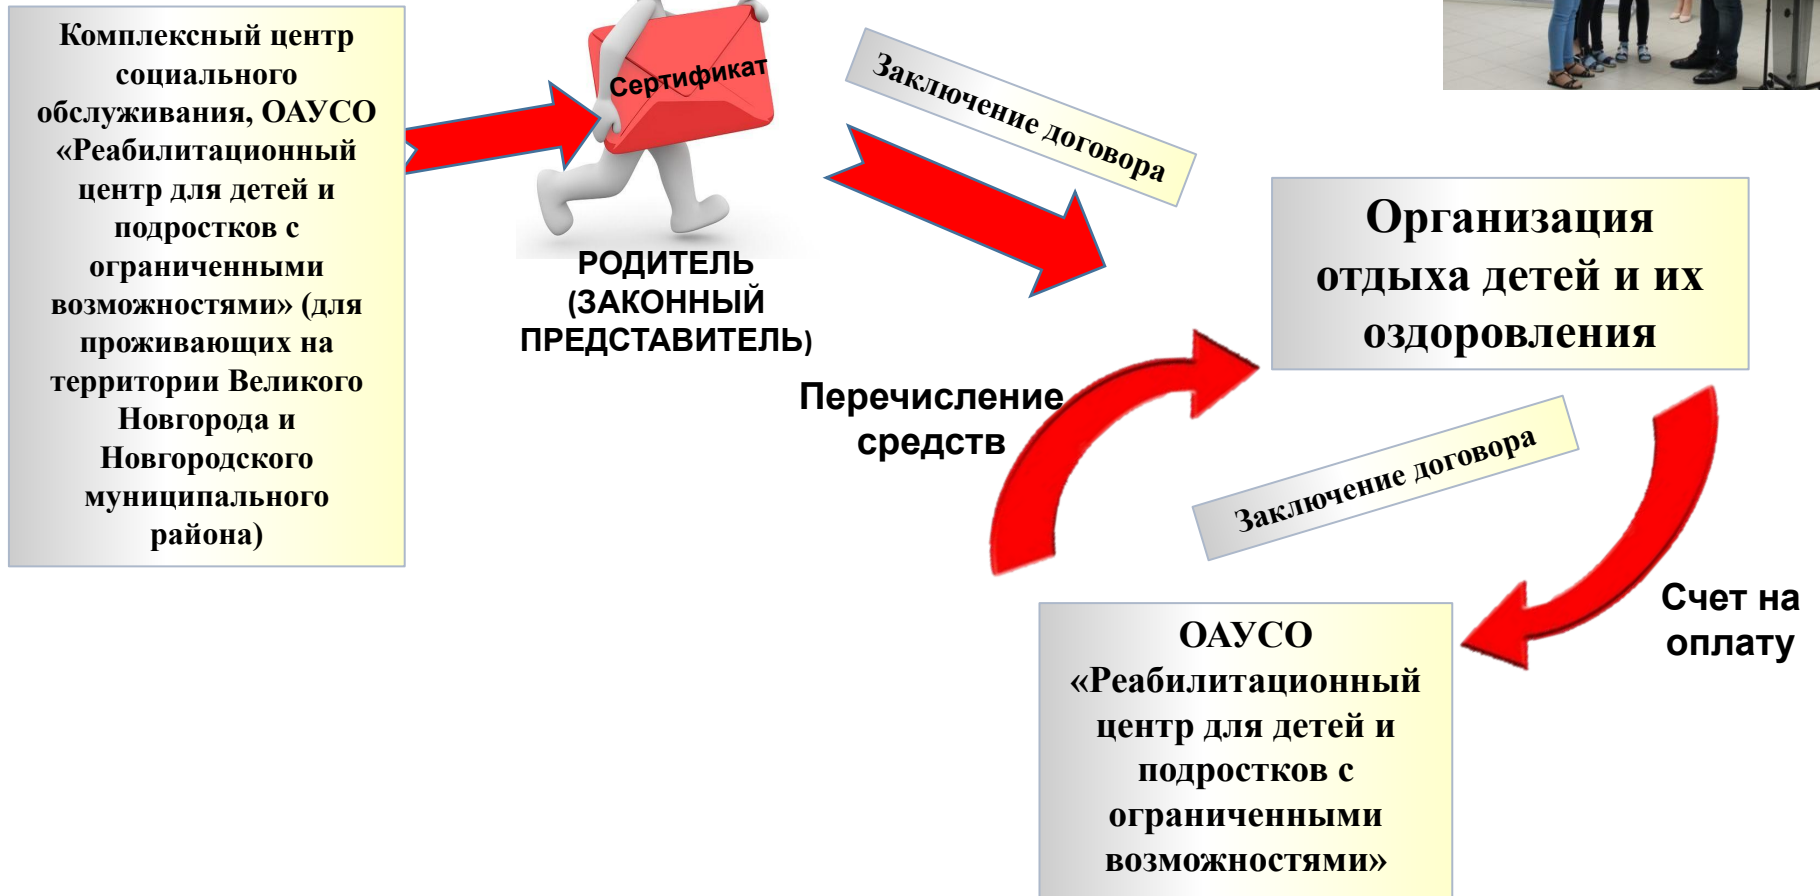 Комплексный центр
социального
обслуживания, ОАУСО
«Реабилитационный
центр для детей и
подростков с
ограниченными
возможностями» (для
проживающих на
территории Великого
Новгорода и
Новгородского
муниципального
района)
Сертификат
РОДИТЕЛЬ
(ЗАКОННЫЙ
ПРЕДСТАВИТЕЛЬ)
Заключение договора
Организация
отдыха детей и их
оздоровления
Перечисление
средств
Заключение договора
Счет на
оплату
ОАУСО
«Реабилитационный
центр для детей и
подростков с
ограниченными
возможностями»